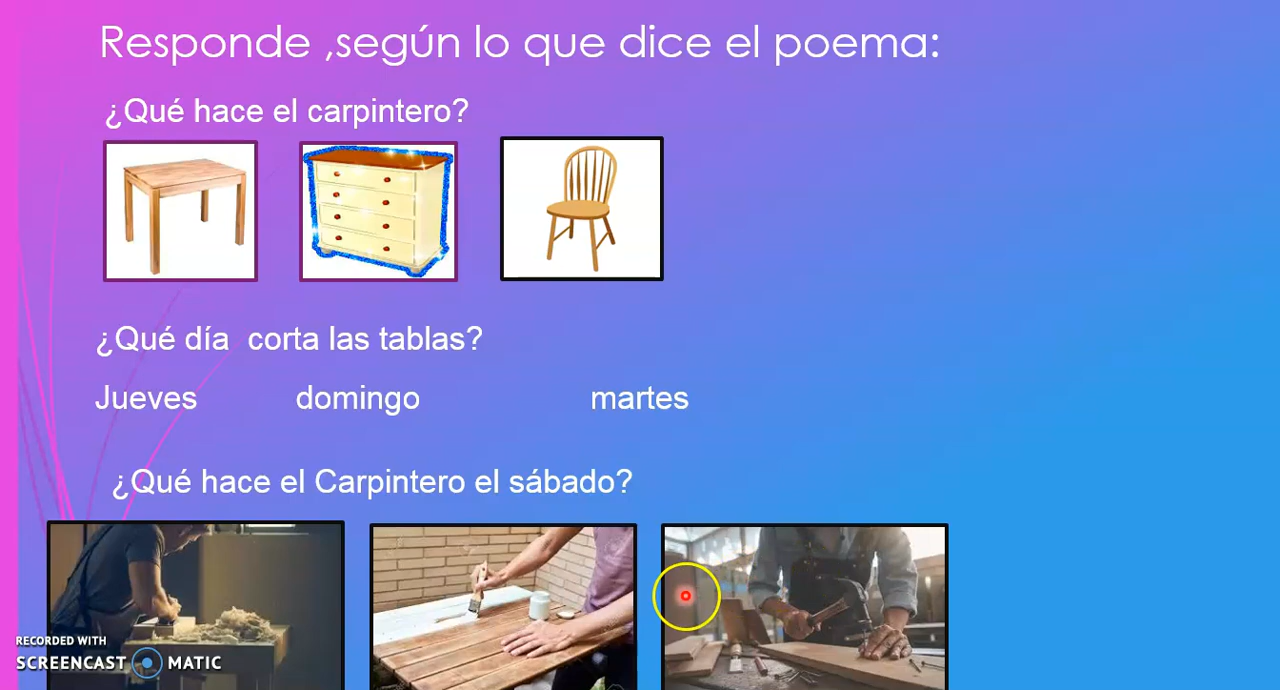 Responde ,según lo que dice el poema:
¿Qué hace el carpintero?
¿Qué día corta las tablas?
Jueves domingo martes
¿Qué hace el Carpintero el sábado?
RECORDED WITH
SCREENCAST MATIC